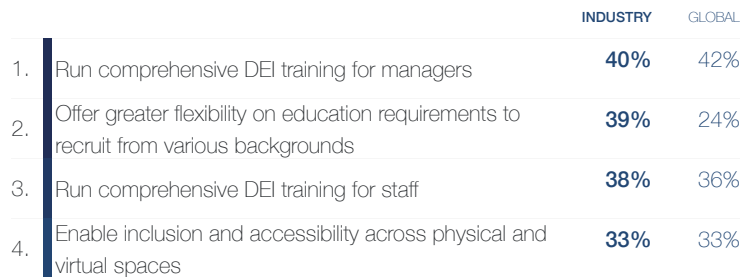 INDUSTRY GLOBAL
1. Run comprehensive DEI training for managers 40% 42%
Offer greater flexibility on education requirements to
2. recruit from various backgrounds 39% 24%
3. Run comprehensive DEI training for staff 38% 36%
Enable inclusion and accessibility across physical and
4. virtual spaces 33% 33%